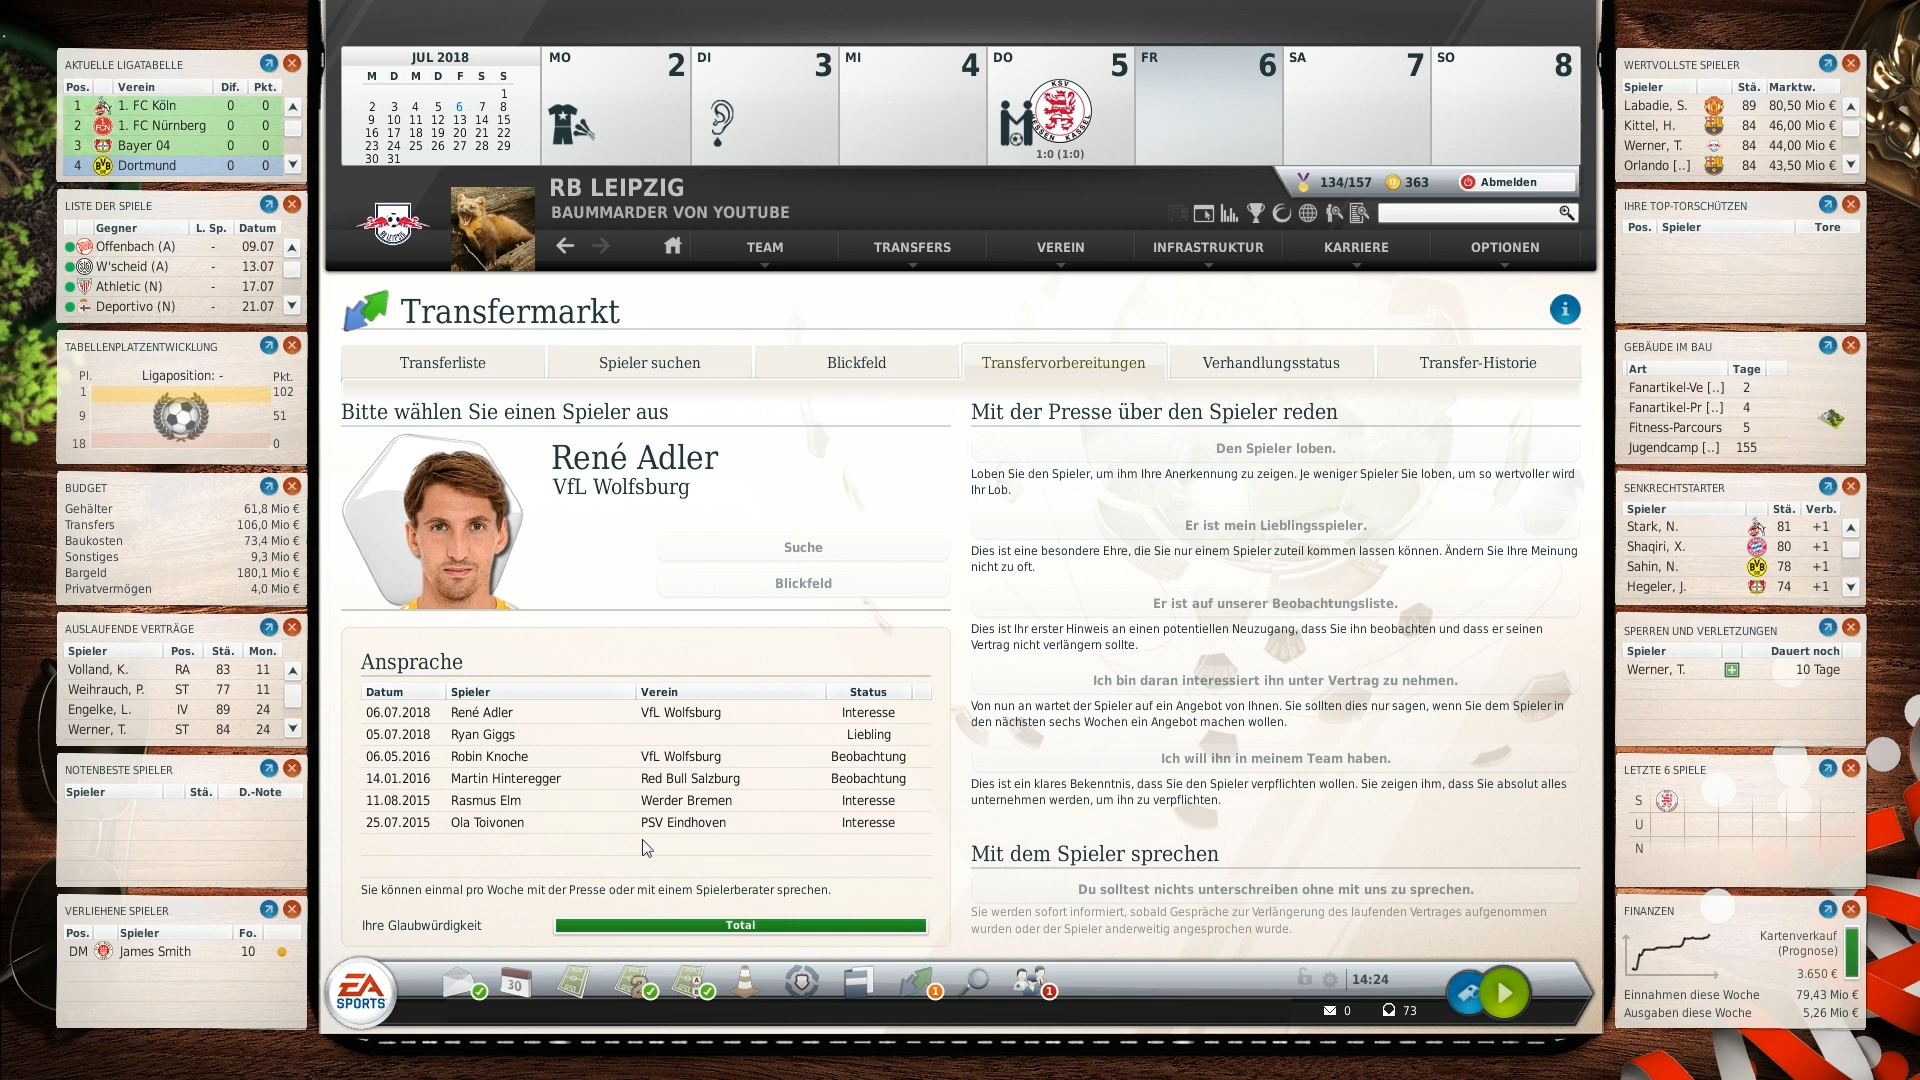 AKTUELLE LIGATABELLE
Pos. Verein Dif. Pkt.
1 1. FC Köln 0 0
2 1. FC Nürnberg 0 0
3 Bayer 04 0 0
4 Dortmund 0 0
LISTE DER SPIELE
Gegner L. Sp. Datum
Offenbach (A) - 09.07
W'scheid (A) - 13.07
Athletic (N) - 17.07
Deportivo (N) - 21.07
TABELLENPLATZENTWICKLUNG
Pl. Ligaposition: - Pkt.
1 102
9 51
18 0
BUDGET
Gehälter 61,8 Mio €
Transfers 106,0 Mio €
Baukosten 73,4 Mio €
Sonstiges 9,3 Mio €
Bargeld 180,1 Mio €
Privatvermögen 4,0 Mio €
AUSLAUFENDE VERTRÄGE
Spieler Pos. Stä. Mon.
Volland, K. RA 83 11
Weihrauch, P. ST 77 11
Engelke, L. IV 89 24
Werner, T. ST 84 24
NOTENBESTE SPIELER
Spieler Stä. D.-Note
VERLIEHENE SPIELER
Pos. Spieler Fo.
DM James Smith 10
JUL 2018
M D M D F S S
1
2 3 4 5 6 7 8
9 10 11 12 13 14 15
16 17 18 19 20 21 22
23 24 25 26 27 28 29
30 31
MO 2
DI 3
MI 4
DO 5
KSV HESSEN KASSEL
1:0 (1:0)
FR 6
SA 7
SO 8
134/157 363 Abmelden
RB LEIPZIG
BAUMMARDER VON YOUTUBE
TEAM TRANSFERS VEREIN INFRASTRUKTUR KARRIERE OPTIONEN
Transfermarkt
Transferliste Spieler suchen Blickfeld Transfervorbereitungen Verhandlungsstatus Transfer-Historie
Bitte wählen Sie einen Spieler aus
René Adler
VfL Wolfsburg
Suche
Blickfeld
Ansprache
Datum Spieler Verein Status
06.07.2018 René Adler VfL Wolfsburg Interesse
05.07.2018 Ryan Giggs Liebling
06.05.2016 Robin Knoche VfL Wolfsburg Beobachtung
14.01.2016 Martin Hinteregger Red Bull Salzburg Beobachtung
11.08.2015 Rasmus Elm Werder Bremen Interesse
25.07.2015 Ola Toivonen PSV Eindhoven Interesse
Sie können einmal pro Woche mit der Presse oder mit einem Spielerberater sprechen.
Ihre Glaubwürdigkeit Total
Mit der Presse über den Spieler reden
Den Spieler loben.
Loben Sie den Spieler, um ihm Ihre Anerkennung zu zeigen. Je weniger Spieler Sie loben, um so wertvoller wird
Ihr Lob.
Er ist mein Lieblingsspieler.
Dies ist eine besondere Ehre, die Sie nur einem Spieler zuteil kommen lassen können. Ändern Sie Ihre Meinung
nicht zu oft.
Er ist auf unserer Beobachtungsliste.
Dies ist Ihr erster Hinweis an einen potentiellen Neuzugang, dass Sie ihn beobachten und dass er seinen
Vertrag nicht verlängern sollte.
Ich bin daran interessiert ihn unter Vertrag zu nehmen.
Von nun an wartet der Spieler auf ein Angebot von Ihnen. Sie sollten dies nur sagen, wenn Sie dem Spieler in
den nächsten sechs Wochen ein Angebot machen wollen.
Ich will ihn in meinem Team haben.
Dies ist ein klares Bekenntnis, dass Sie den Spieler verpflichten wollen. Sie zeigen ihm, dass Sie absolut alles
unternehmen werden, um ihn zu verpflichten.
Mit dem Spieler sprechen
Du solltest nichts unterschreiben ohne mit uns zu sprechen.
Sie werden sofort informiert, sobald Gespräche zur Verlängerung des laufenden Vertrages aufgenommen
wurden oder der Spieler anderweitig angesprochen wurde.
EA SPORTS
30
1
1
14:24
0 73
WERTVOLLSTE SPIELER
Spieler Stä. Marktw.
Labadie, S. 89 80,50 Mio €
Kittel, H. 84 46,00 Mio €
Werner, T. 84 44,00 Mio €
Orlando [..] 84 43,50 Mio €
IHRE TOP-TORSCHÜTZEN
Pos. Spieler Tore
GEBÄUDE IM BAU
Art Tage
Fanartikel-Ve [..] 2
Fanartikel-Pr [..] 4
Fitness-Parcours 5
Jugendcamp [..] 155
SENKRECHTSTARTER
Spieler Stä. Verb.
Stark, N. 81 +1
Shaqiri, X. 80 +1
Sahin, N. 78 +1
Hegeler, J. 74 +1
SPERREN UND VERLETZUNGEN
Spieler Dauert noch
Werner, T. 10 Tage
LETZTE 6 SPIELE
S
U
N
FINANZEN
Kartenverkauf
(Prognose)
3.650 €
Einnahmen diese Woche 79,43 Mio €
Ausgaben diese Woche 5,26 Mio €